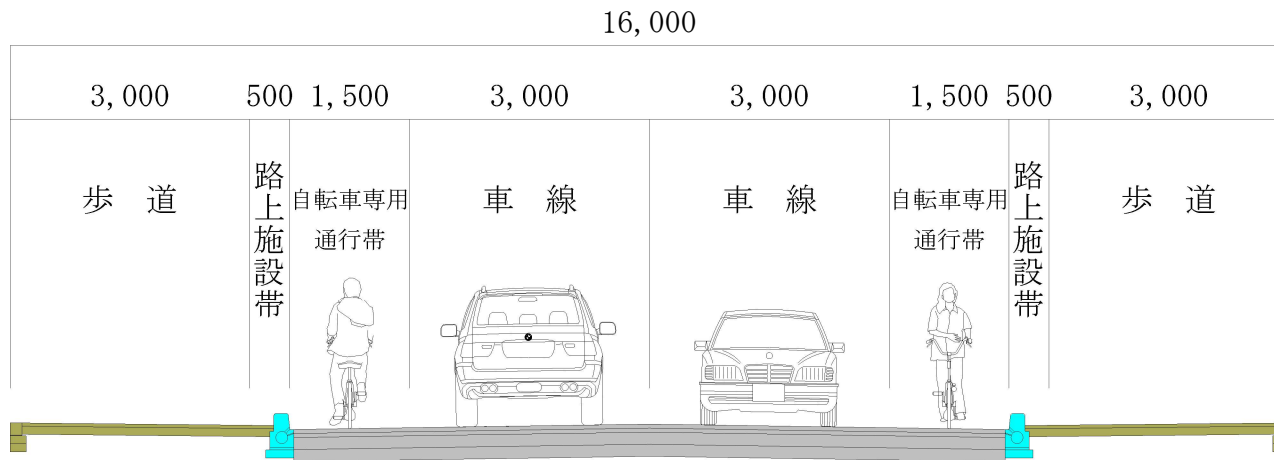 16,000
3,000 500 1,500 3,000 3,000 1,500 500 3,000
歩 道
路上施設帯
自転車専用
通行帯
車 線
車 線
自転車専用
通行帯
路上施設帯
歩 道